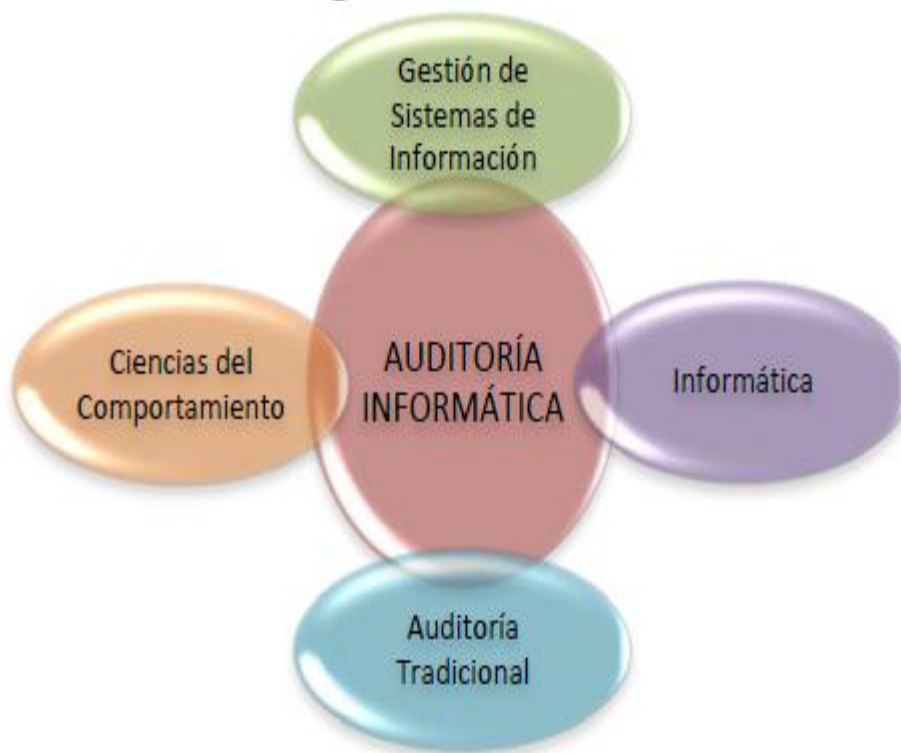 Gestión de
Sistemas de
Información
Ciencias del
Comportamiento
AUDITORÍA
INFORMÁTICA
Informática
Auditoría
Tradicional